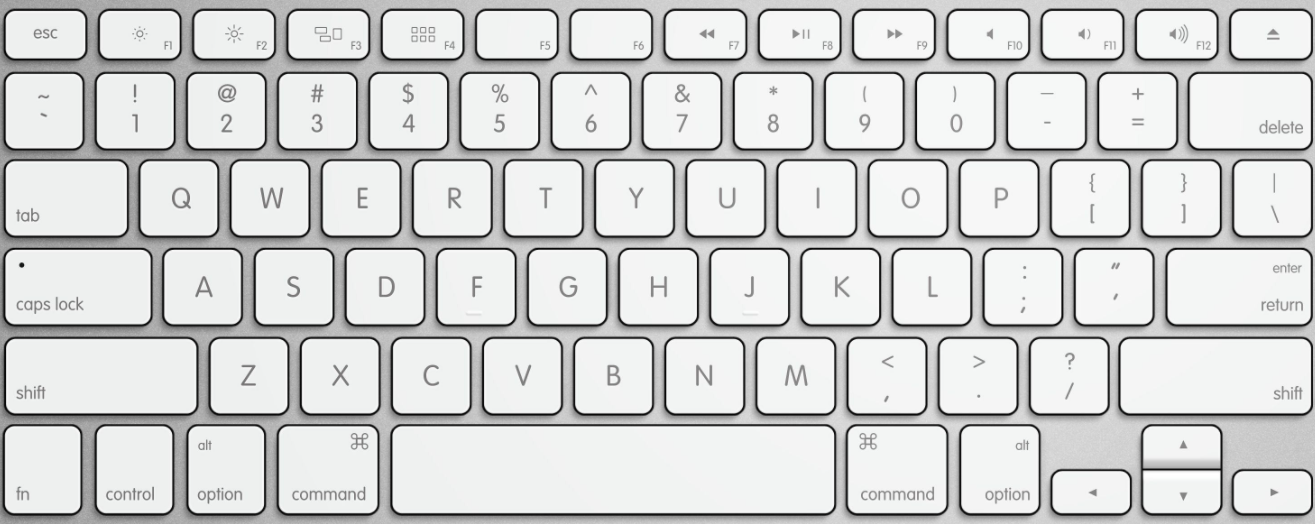 esc F1 F2 F3 F4 F5 F6 F7 F8 F9 F10 F11 F12
~ ! @ # $ % ^ & * ( ) — +
` 1 2 3 4 5 6 7 8 9 0 - = delete
tab Q W E R T Y U I O P { [ } ] | \
caps lock A S D F G H J K L : ; " ' enter return
shift Z X C V B N M < , > . ? / shift
fn control alt option ⌘ command ⌘ command alt option